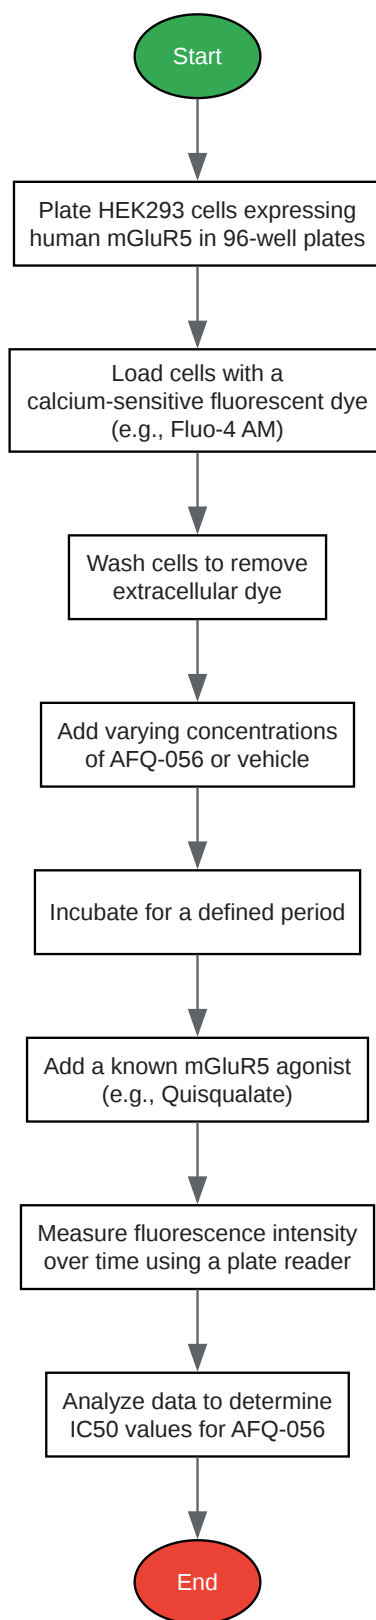 Start
Plate HEK293 cells expressing
human mGluR5 in 96-well plates
Load cells with a
calcium-sensitive fluorescent dye
(e.g., Fluo-4 AM)
Wash cells to remove
extracellular dye
Add varying concentrations
of AFQ-056 or vehicle
Incubate for a defined period
Add a known mGluR5 agonist
(e.g., Quisqualate)
Measure fluorescence intensity
over time using a plate reader
Analyze data to determine
IC50 values for AFQ-056
End